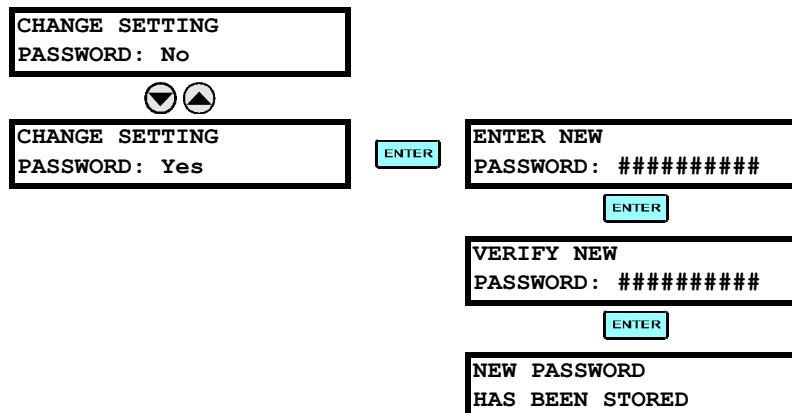 CHANGE SETTING
PASSWORD: No
CHANGE SETTING
PASSWORD: Yes
ENTER
ENTER NEW
PASSWORD: ##########
ENTER
VERIFY NEW
PASSWORD: ##########
ENTER
NEW PASSWORD
HAS BEEN STORED